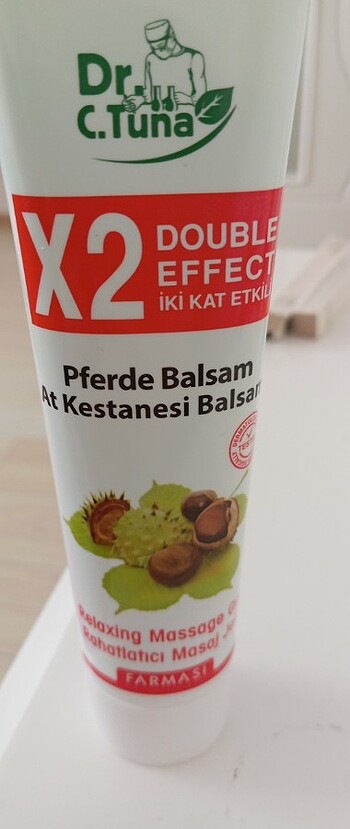 Dr.
C.Tuna
X2
DOUBLE
EFFECT
İKİ KAT ETKİLİ
Pferde Balsam
At Kestanesi Balsam
TESTED
Relaxing Massage
Rahatlatıcı Masaj
FARMASİ